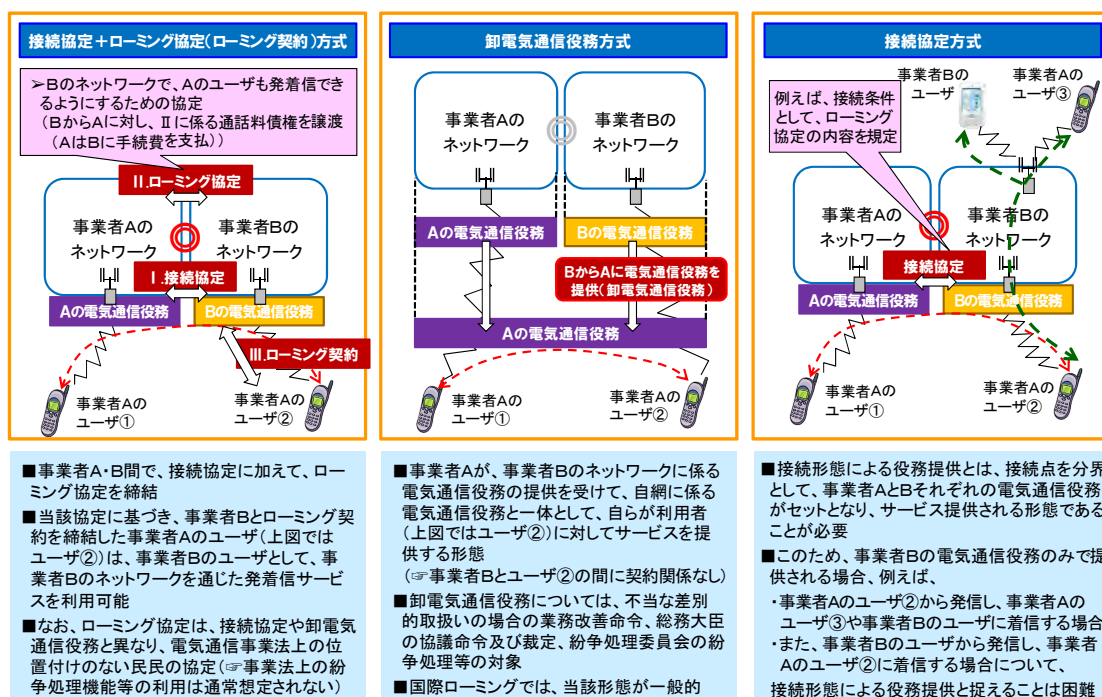 接続協定+ローミング協定(ローミング契約)方式
➢Bのネットワークで、Aのユーザも発着信でき
るようにするための協定
(BからAに対し、Ⅱに係る通話料債権を譲渡
(AはBに手続費を支払))
Ⅱ.ローミング協定
事業者Aの
ネットワーク
事業者Bの
ネットワーク
Ⅰ.接続協定
Aの電気通信役務
Bの電気通信役務
Ⅲ.ローミング契約
事業者Aの
ユーザ①
事業者Aの
ユーザ②
■事業者A・B間で、接続協定に加えて、ロー
ミング協定を締結
■当該協定に基づき、事業者Bとローミング契
約を締結した事業者Aのユーザ(上図では
ユーザ②)は、事業者Bのユーザとして、事
業者Bのネットワークを通じた発着信サービ
スを利用可能
■なお、ローミング協定は、接続協定や卸電気
通信役務と異なり、電気通信事業法上の位
置付けのない民民の協定(☞事業法上の紛
争処理機能等の利用は通常想定されない)
卸電気通信役務方式
事業者Aの
ネットワーク
事業者Bの
ネットワーク
Aの電気通信役務
Bの電気通信役務
BからAに電気通信役務を
提供(卸電気通信役務)
Aの電気通信役務
事業者Aの
ユーザ①
事業者Aの
ユーザ②
■事業者Aが、事業者Bのネットワークに係る
電気通信役務の提供を受けて、自網に係る
電気通信役務と一体として、自らが利用者
(上図ではユーザ②)に対してサービスを提
供する形態
(☞事業者Bとユーザ②の間に契約関係なし)
■卸電気通信役務については、不当な差別
的取扱いの場合の業務改善命令、総務大臣
の協議命令及び裁定、紛争処理委員会の紛
争処理等の対象
■国際ローミングでは、当該形態が一般的
接続協定方式
事業者Bの
ユーザ
事業者Aの
ユーザ③
例えば、接続条件
として、ローミング
協定の内容を規定
事業者Aの
ネットワーク
事業者Bの
ネットワーク
接続協定
Aの電気通信役務
Bの電気通信役務
事業者Aの
ユーザ①
事業者Aの
ユーザ②
■接続形態による役務提供とは、接続点を分界
として、事業者AとBそれぞれの電気通信役務
がセットとなり、サービス提供される形態である
ことが必要
■このため、事業者Bの電気通信役務のみで提
供される場合、例えば、
・事業者Aのユーザ②から発信し、事業者Aの
ユーザ③や事業者Bのユーザに着信する場合
・また、事業者Bのユーザから発信し、事業者
Aのユーザ②に着信する場合について、
接続形態による役務提供と捉えることは困難